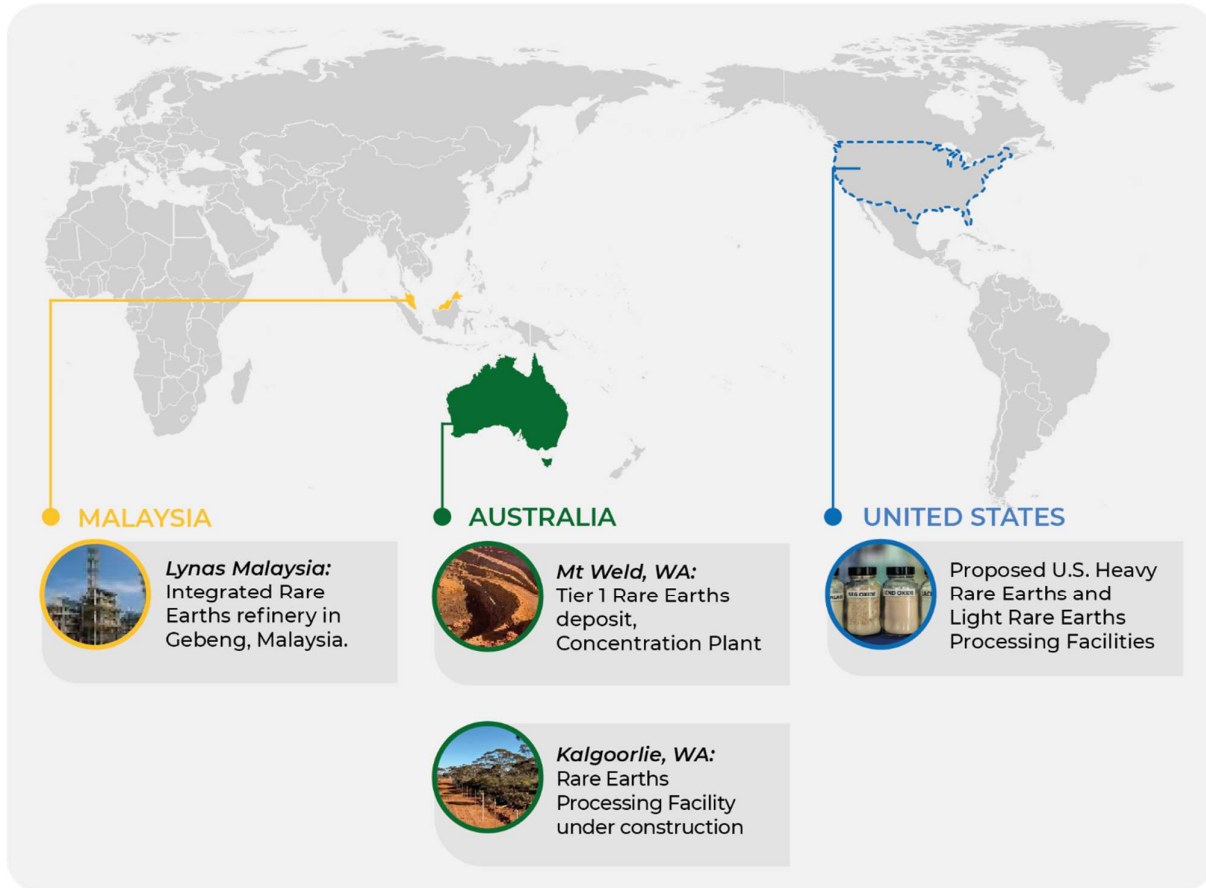 MALAYSIA
Lynas Malaysia:
Integrated Rare
Earths refinery in
Gebeng, Malaysia.
AUSTRALIA
Mt Weld, WA:
Tier 1 Rare Earths
deposit,
Concentration Plant
Kalgoorlie, WA:
Rare Earths
Processing Facility
under construction
UNITED STATES
Proposed U.S. Heavy
Rare Earths and
Light Rare Earths
Processing Facilities